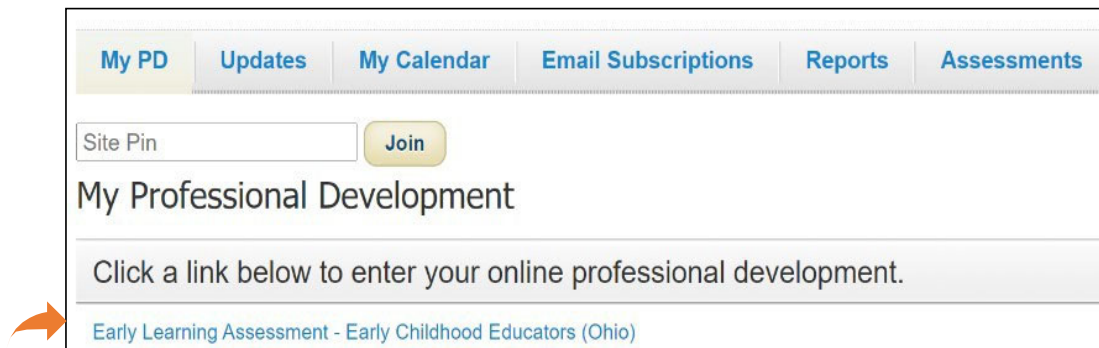 My PD Updates My Calendar Email Subscriptions Reports Assessments
Site Pin Join
My Professional Development
Click a link below to enter your online professional development.
Early Learning Assessment - Early Childhood Educators (Ohio)